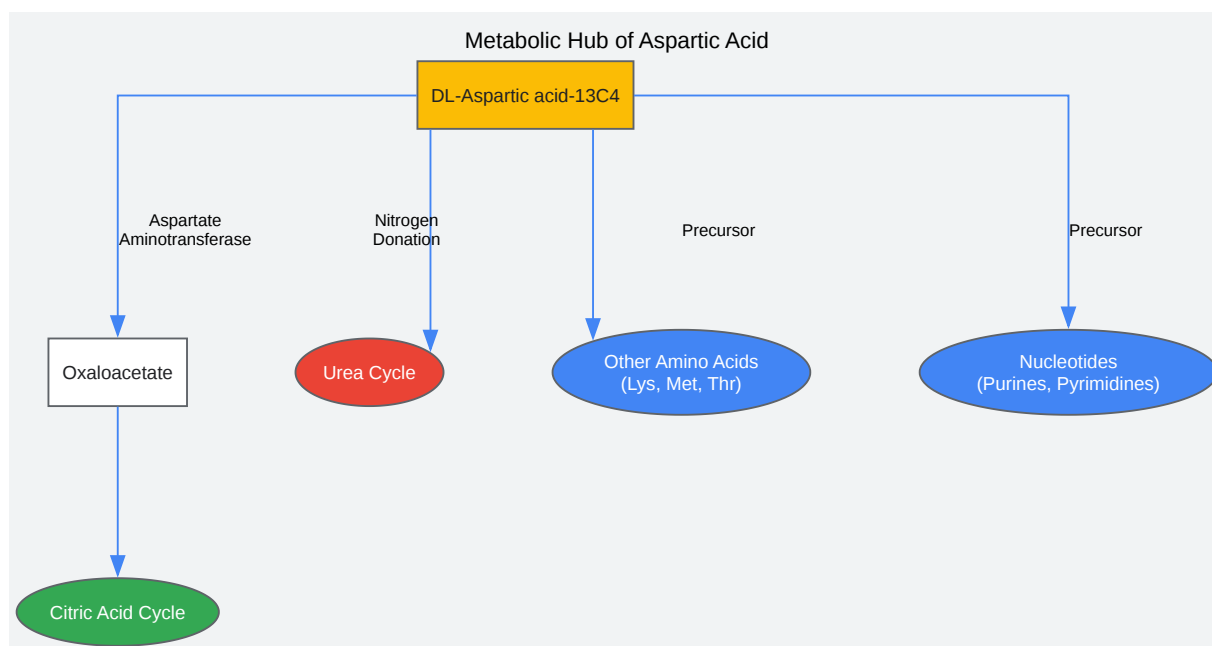 Metabolic Hub of Aspartic Acid
DL-Aspartic acid-13C4
Aspartate
Aminotransferase
Nitrogen
Donation
Precursor
Precursor
Oxaloacetate
Urea Cycle
Other Amino Acids
(Lys, Met, Thr)
Nucleotides
(Purines, Pyrimidines)
Citric Acid Cycle